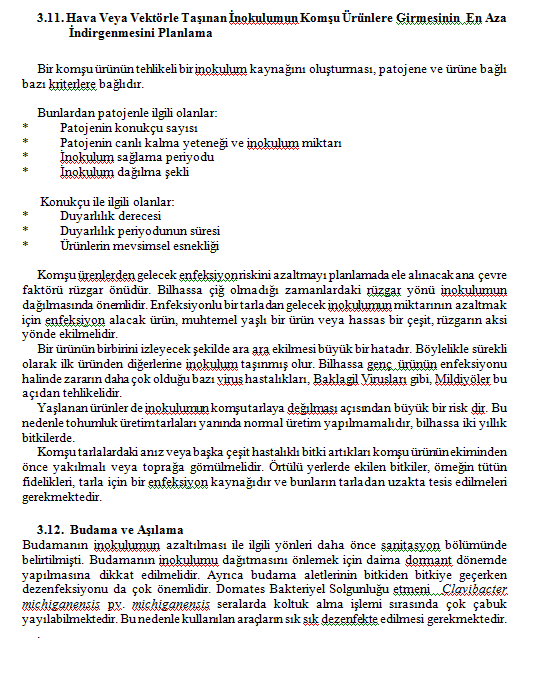 3.11. Hava Veya Vektörle Taşınan İnokulumun Komşu Ürünlere Girmesinin En Aza
İndirgenmesini Planlama
Bir komşu ürünün tehlikeli bir inokulum kaynağını oluşturması, patojene ve ürüne bağlı
bazı kriterlere bağlıdır.
Bunlardan patojenle ilgili olanlar:
* Patojenin konukçu sayısı
* Patojenin canlı kalma yeteneği ve inokulum miktarı
* İnokulum sağlama periyodu
* İnokulum dağılma şekli
Konukçu ile ilgili olanlar:
* Duyarlılık derecesi
* Duyarlılık periyodunun süresi
* Ürünlerin mevsimsel esnekliği
Komşu ürenlerden gelecek enfeksiyon riskini azaltmayı planlamada ele alınacak ana çevre
faktörü rüzgar önüdür. Bilhassa çiğ olmadığı zamanlardaki rüzgar yönü inokulumun
dağılmasında önemlidir. Enfeksiyonlu bir tarladan gelecek inokulumun miktarının azaltmak
için enfeksiyon alacak ürün, muhtemel yaşlı bir ürün veya hassas bir çeşit, rüzgarın aksi
yönde ekilmelidir.
Bir ürünün birbirini izleyecek şekilde ara ara ekilmesi büyük bir hatadır. Böylelikle sürekli
olarak ilk üründen diğerlerine inokulum taşınmış olur. Bilhassa genç ürünün enfeksiyonu
halinde zararın daha çok olduğu bazı virus hastalıkları, Baklagil Virusları gibi, Mildiyöler bu
açıdan tehlikelidir.
Yaşlanan ürünler de inokulumun komşu tarlaya değılması açısından büyük bir risk dir. Bu
nedenle tohumluk üretim tarlaları yanında normal üretim yapılmamalıdır, bilhassa iki yıllık
bitkilerde.
Komşu tarlalardaki anız veya başka çeşit hastalıklı bitki artıkları komşu ürünün ekiminden
önce yakılmalı veya toprağa gömülmelidir. Örtülü yerlerde ekilen bitkiler, örneğin tütün
fidelikleri, tarla için bir enfeksiyon kaynağıdır ve bunların tarladan uzakta tesis edilmeleri
gerekmektedir.
3.12. Budama ve Aşılama
Budamanın inokulumun azaltılması ile ilgili yönleri daha önce sanitasyon bölümünde
belirtilmişti. Budamanın inokulumu dağıtmasını önlemek için daima dormant dönemde
yapılmasına dikkat edilmelidir. Ayrıca budama aletlerinin bitkiden bitkiye geçerken
dezenfeksiyonu da çok önemlidir. Domates Bakteriyel Solgunluğu etmeni Clavibacter
michiganensis pv. michiganensis seralarda koltuk alma işlemi sırasında çok çabuk
yayılabilmektedir. Bu nedenle kullanılan araçların sık sık dezenfekte edilmesi gerekmektedir.
.